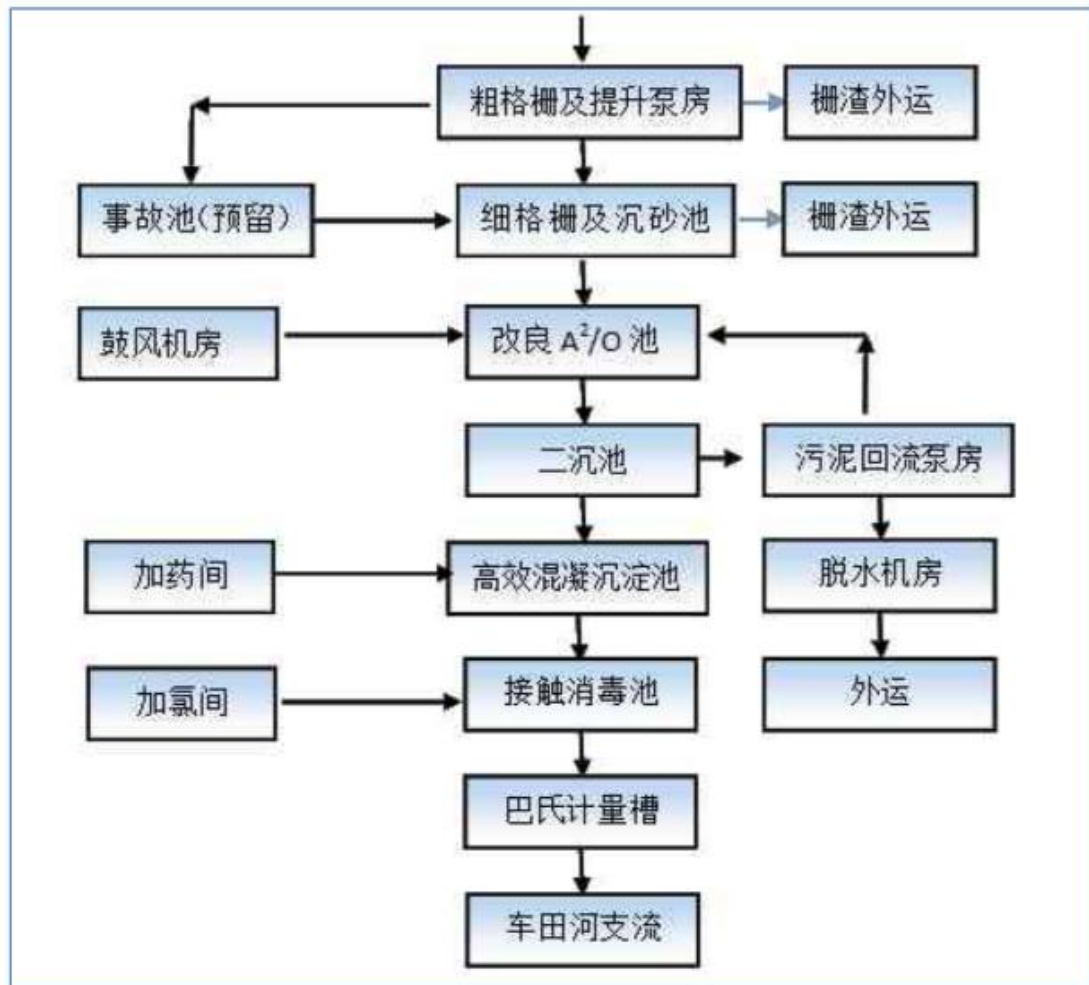 粗格栅及提升泵房
栅渣外运
事故池(预留)
细格栅及沉砂池
栅渣外运
鼓风机房
改良 A²/O 池
二沉池
污泥回流泵房
加药间
高效混凝沉淀池
脱水机房
加氯间
接触消毒池
外运
巴氏计量槽
车田河支流